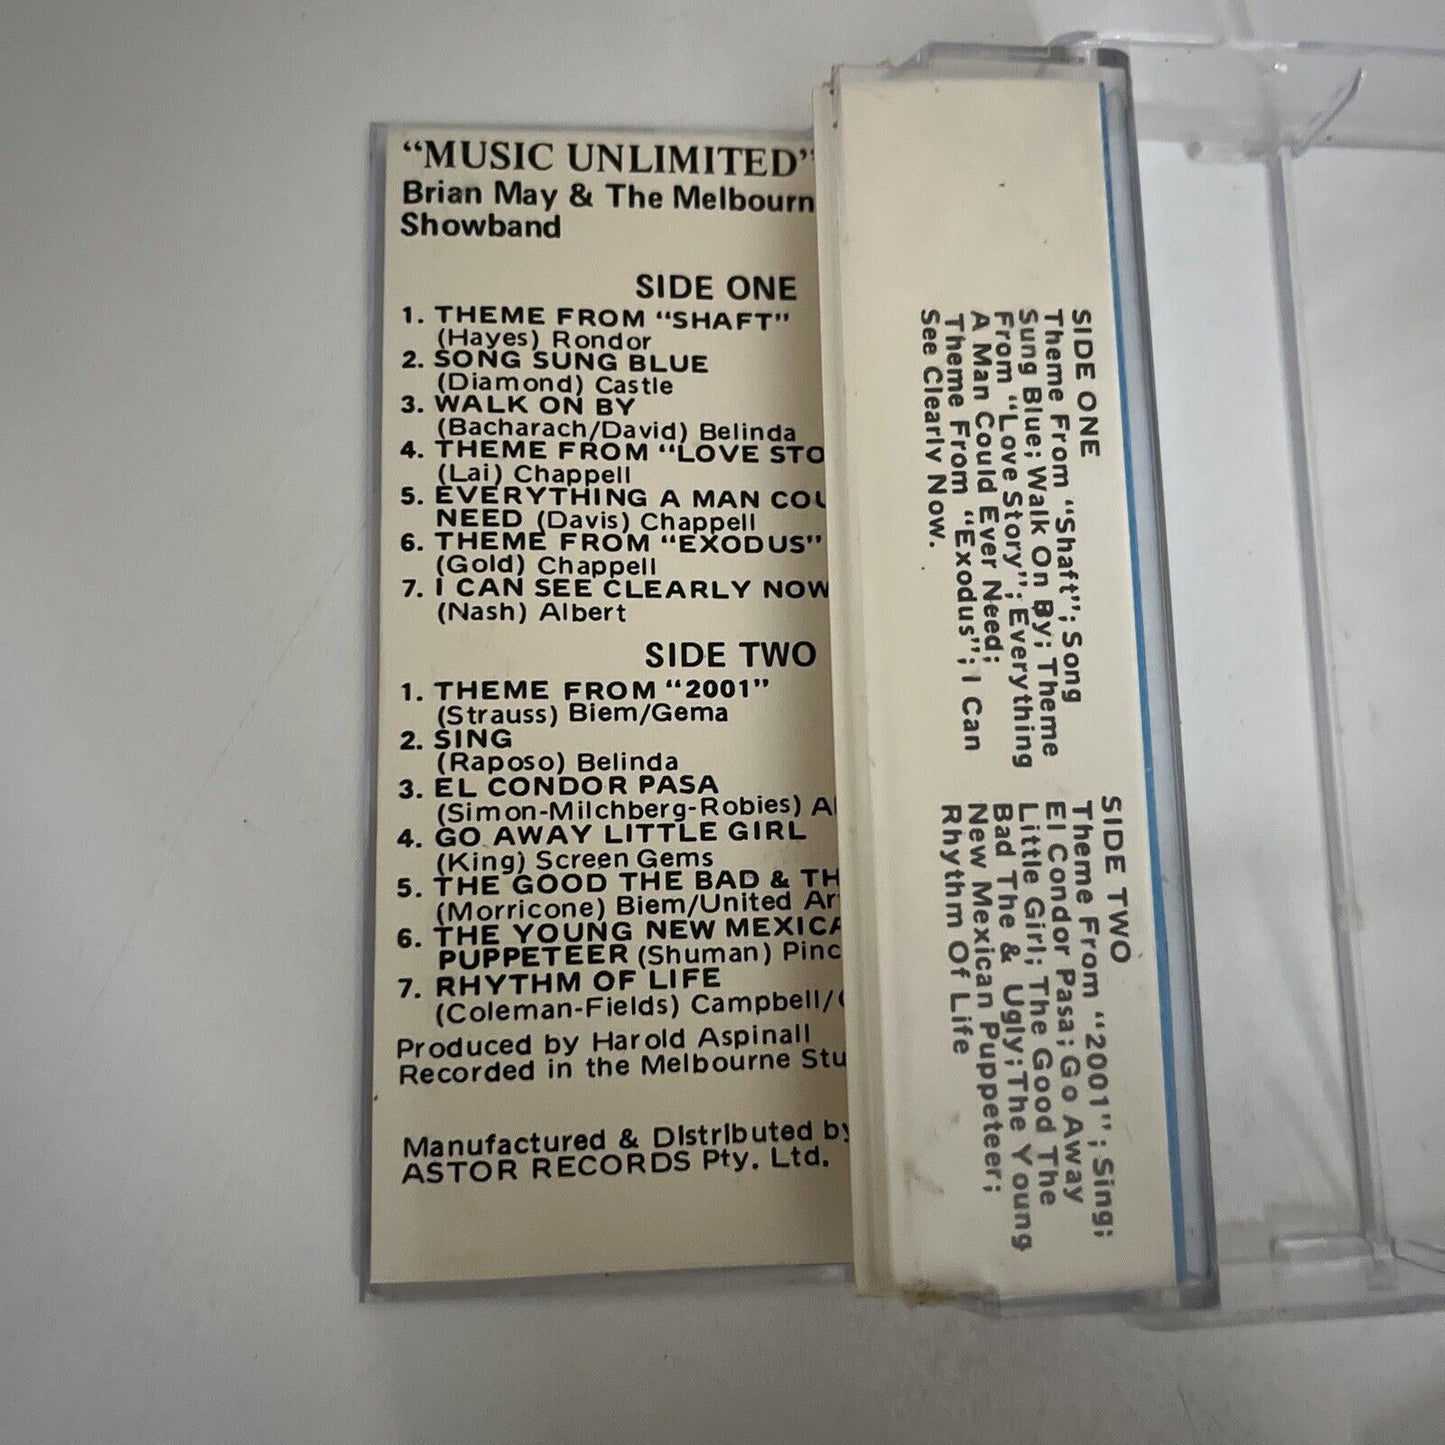 “MUSIC UNLIMITED”
Brian May & The Melbourn
Showband
SIDE ONE
1. THEME FROM “SHAFT”
(Hayes) Rondor
2. SONG SUNG BLUE
(Diamond) Castle
3. WALK ON BY
(Bacharach/David) Belinda
4. THEME FROM “LOVE STO
(Lai) Chappell
5. EVERYTHING A MAN COU
NEED (Davis) Chappell
6. THEME FROM “EXODUS”
(Gold) Chappell
7. I CAN SEE CLEARLY NOW
(Nash) Albert
SIDE TWO
1. THEME FROM “2001”
(Strauss) Biem/Gema
2. SING
(Raposo) Belinda
3. EL CONDOR PASA
(Simon-Milchberg-Robies) Al
4. GO AWAY LITTLE GIRL
(King) Screen Gems
5. THE GOOD THE BAD & TH
(Morricone) Biem/United Ar
6. THE YOUNG NEW MEXICA
PUPPETEER (Shuman) Pinc
7. RHYTHM OF LIFE
(Coleman-Fields) Campbell/
Produced by Harold Aspinall
Recorded in the Melbourne Stu
Manufactured & Distributed by
ASTOR RECORDS Pty. Ltd.
SIDE ONE
Theme From “Shaft”; Song
Sung Blue; Walk On By; Theme
From “Love Story”; Everything
A Man Could Ever Need;
Theme From “Exodus”; I Can
See Clearly Now.
SIDE TWO
Theme From “2001”; Sing;
El Condor Pasa; Go Away
Little Girl; The Good The
Bad The & Ugly; The Young
New Mexican Puppeteer;
Rhythm Of Life